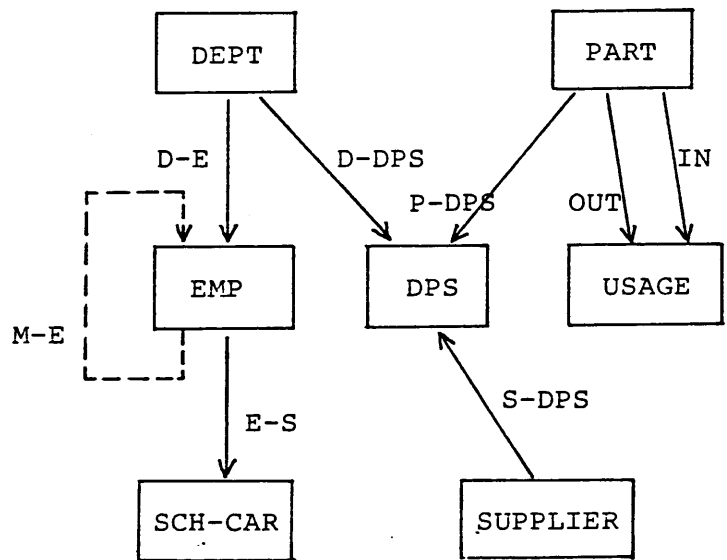 DEPT PART
D-E D-DPS P-DPS OUT IN
EMP DPS USAGE
M-E
E-S S-DPS
SCH-CAR SUPPLIER